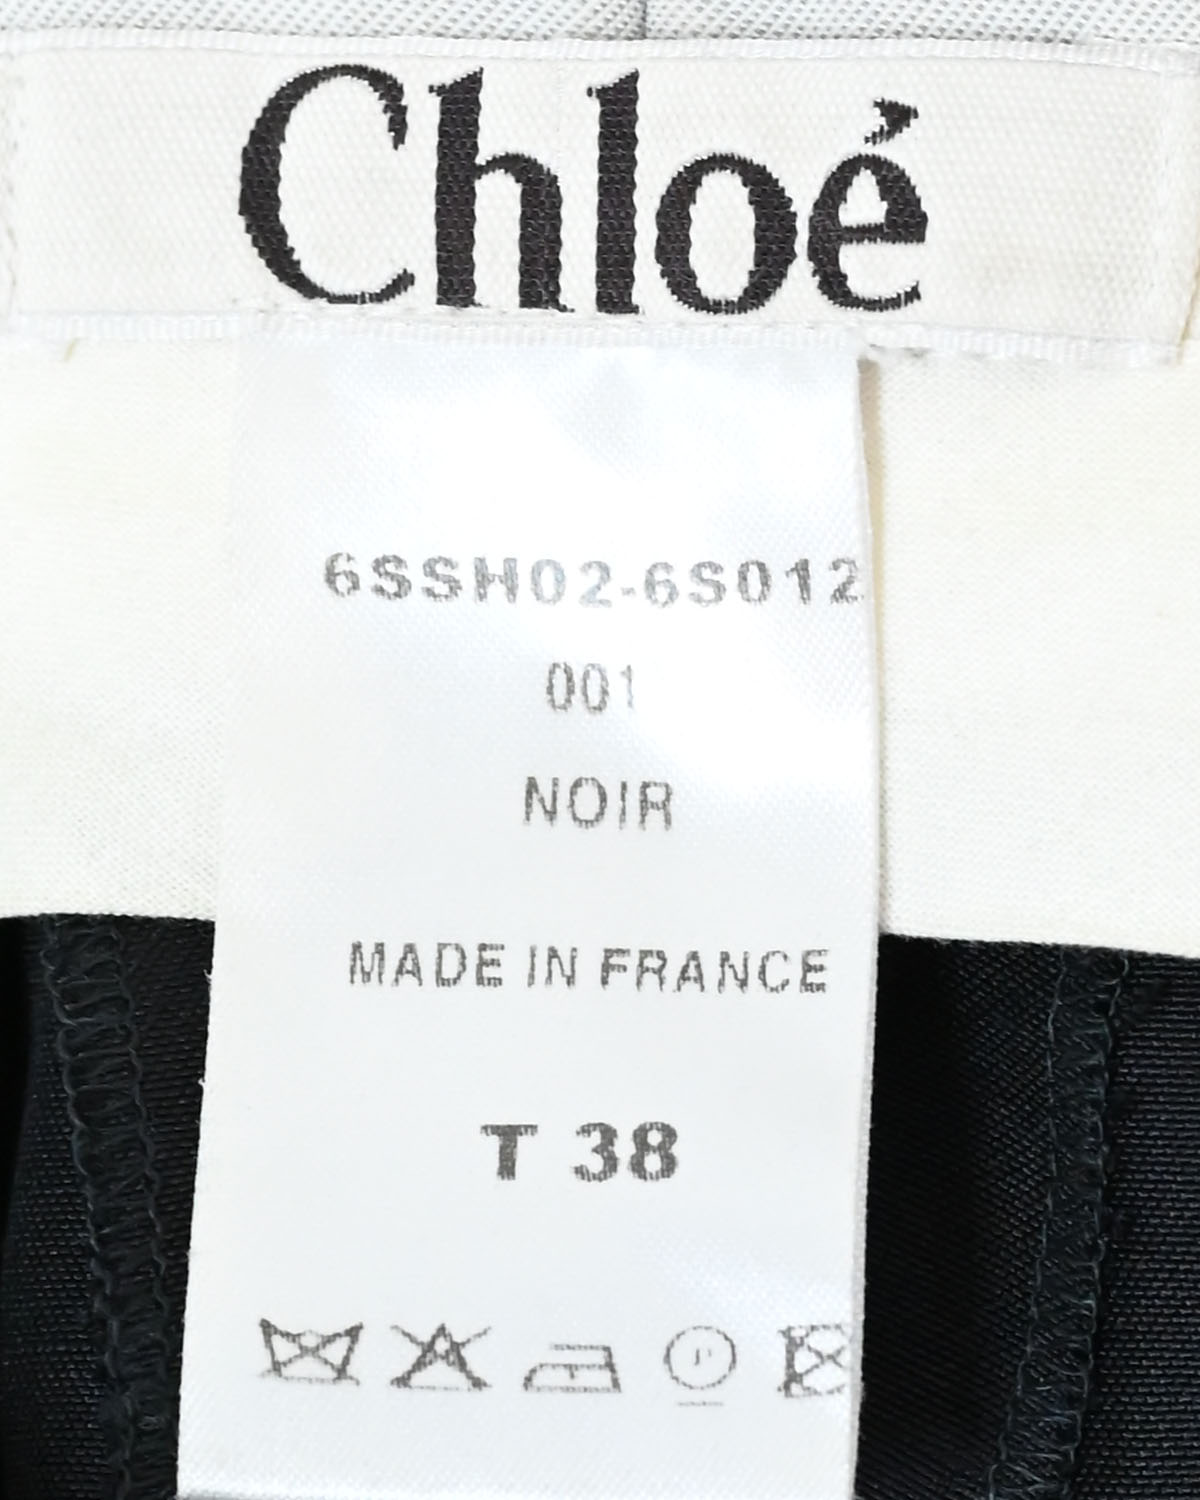 Chloé
6SSH02-6S012
001
NOIR
MADE IN FRANCE
T 38
P